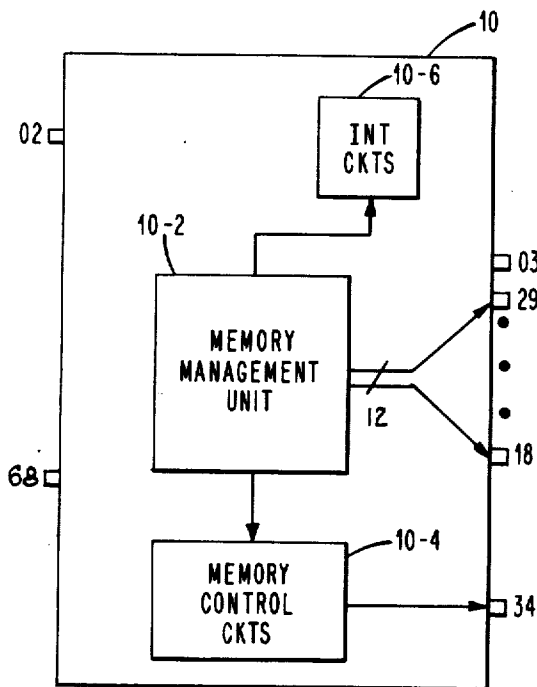 10
10-6
02
INT
CKTS
10-2
03
29
MEMORY
MANAGEMENT
UNIT
12
18
68
10-4
MEMORY
CONTROL
CKTS
34